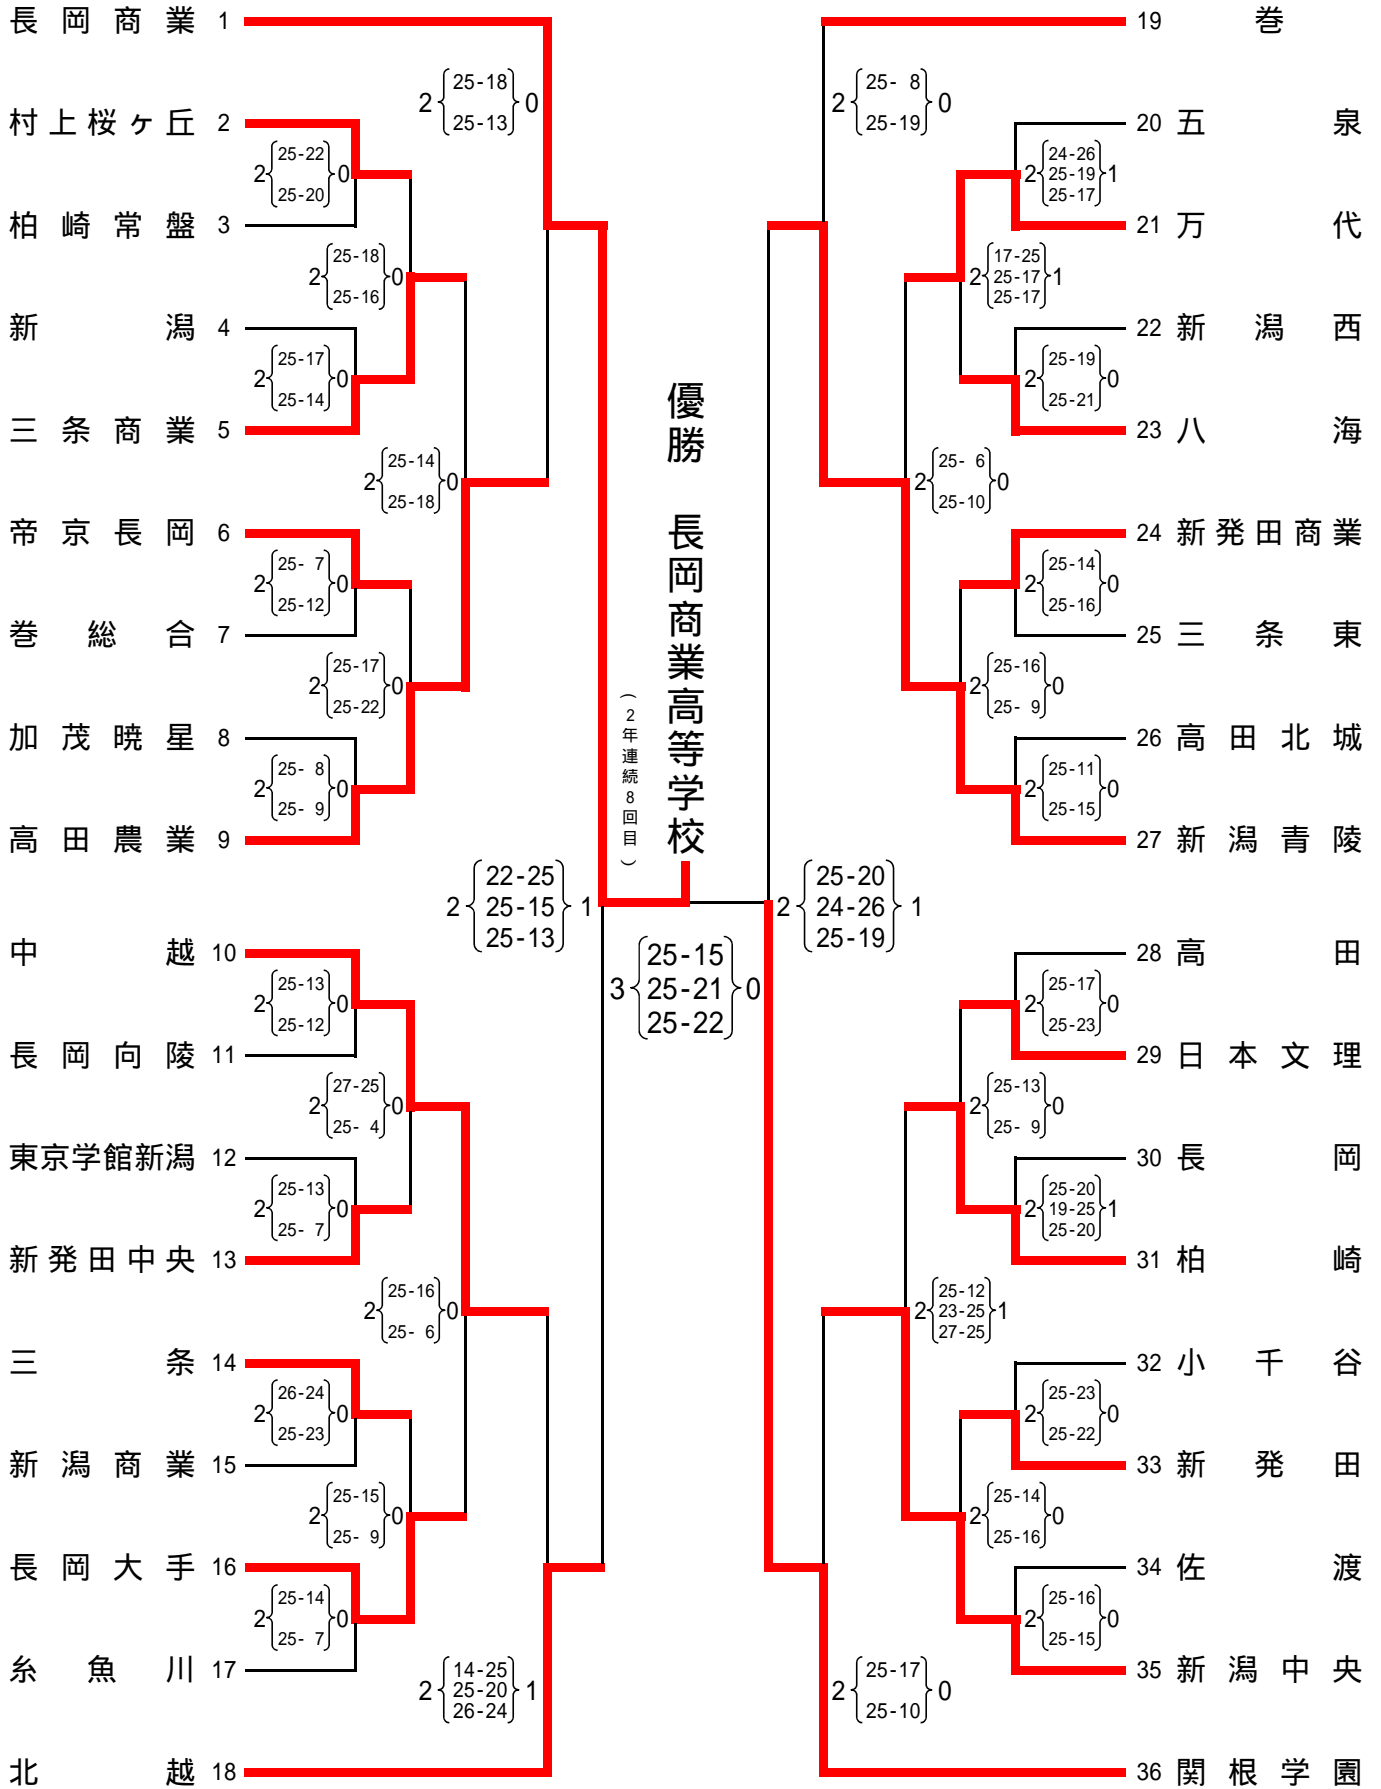 長岡商業 1
2 25-18 25-13 0
村上桜ヶ丘 2
2 25-22 25-20 0
柏崎常盤 3
2 25-18 25-16 0
新潟 4
2 25-17 25-14 0
三条商業 5
2 25-14 25-18 0
帝京長岡 6
2 25- 7 25-12 0
巻総合 7
2 25-17 25-22 0
加茂暁星 8
2 25- 8 25- 9 0
高田農業 9
2 22-25 25-15 25-13 1
中越 10
2 25-13 25-12 0
長岡向陵 11
2 27-25 25- 4 0
東京学館新潟 12
2 25-13 25- 7 0
新発田中央 13
2 25-16 25- 6 0
三条 14
2 26-24 25-23 0
新潟商業 15
2 25-15 25- 9 0
長岡大手 16
2 25-14 25- 7 0
糸魚川 17
2 14-25 25-20 26-24 1
北越 18
優勝 長岡商業高等学校
(2年連続8回目)
3 25-15 25-21 25-22 0
19 巻
2 25- 8 25-19 0
20 五泉
2 24-26 25-19 25-17 1
21 万代
2 17-25 25-17 25-17 1
22 新潟西
2 25-19 25-21 0
23 八海
2 25- 6 25-10 0
24 新発田商業
2 25-14 25-16 0
25 三条東
2 25-16 25- 9 0
26 高田北城
2 25-11 25-15 0
27 新潟青陵
2 25-20 24-26 25-19 1
28 高田
2 25-17 25-23 0
29 日本文理
2 25-13 25- 9 0
30 長岡
2 25-20 19-25 25-20 1
31 柏崎
2 25-12 23-25 27-25 1
32 小千谷
2 25-23 25-22 0
33 新発田
2 25-14 25-16 0
34 佐渡
2 25-16 25-15 0
35 新潟中央
2 25-17 25-10 0
36 関根学園